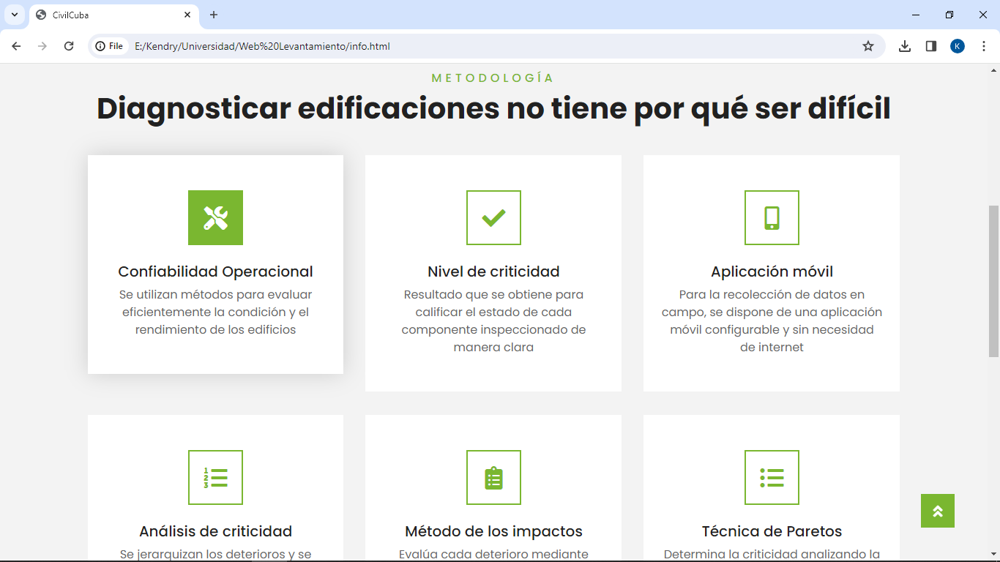 CivilCuba
File
E:/Kendry/Universidad/Web%20Levantamiento/info.html
K
METODOLOGÍA
Diagnosticar edificaciones no tiene por qué ser difícil
Confiabilidad Operacional
Se utilizan métodos para evaluar
eficientemente la condición y el
rendimiento de los edificios
Nivel de criticidad
Resultado que se obtiene para
calificar el estado de cada
componente inspeccionado de
manera clara
Aplicación móvil
Para la recolección de datos en
campo, se dispone de una aplicación
móvil configurable y sin necesidad
de internet
1
2
3
Análisis de criticidad
Se jerarquizan los deterioros y se
Método de los impactos
Evalúa cada deterioro mediante
Técnica de Paretos
Determina la criticidad analizando la